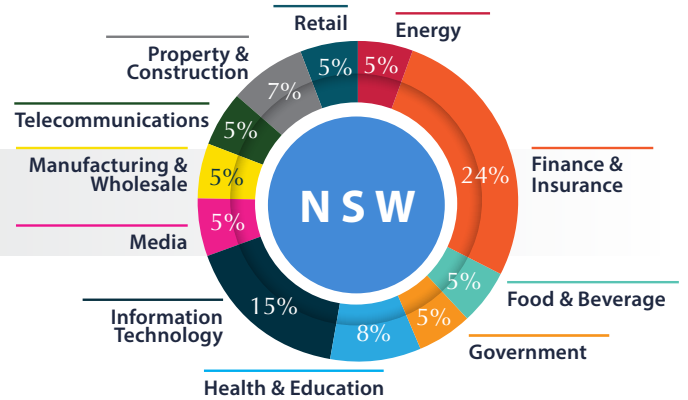 Retail
5%
Energy
5%
Property &
Construction
7%
Telecommunications
5%
Manufacturing &
Wholesale
5%
Media
5%
Finance &
Insurance
24%
NSW
Food & Beverage
5%
Government
5%
Information
Technology
15%
Health & Education
8%